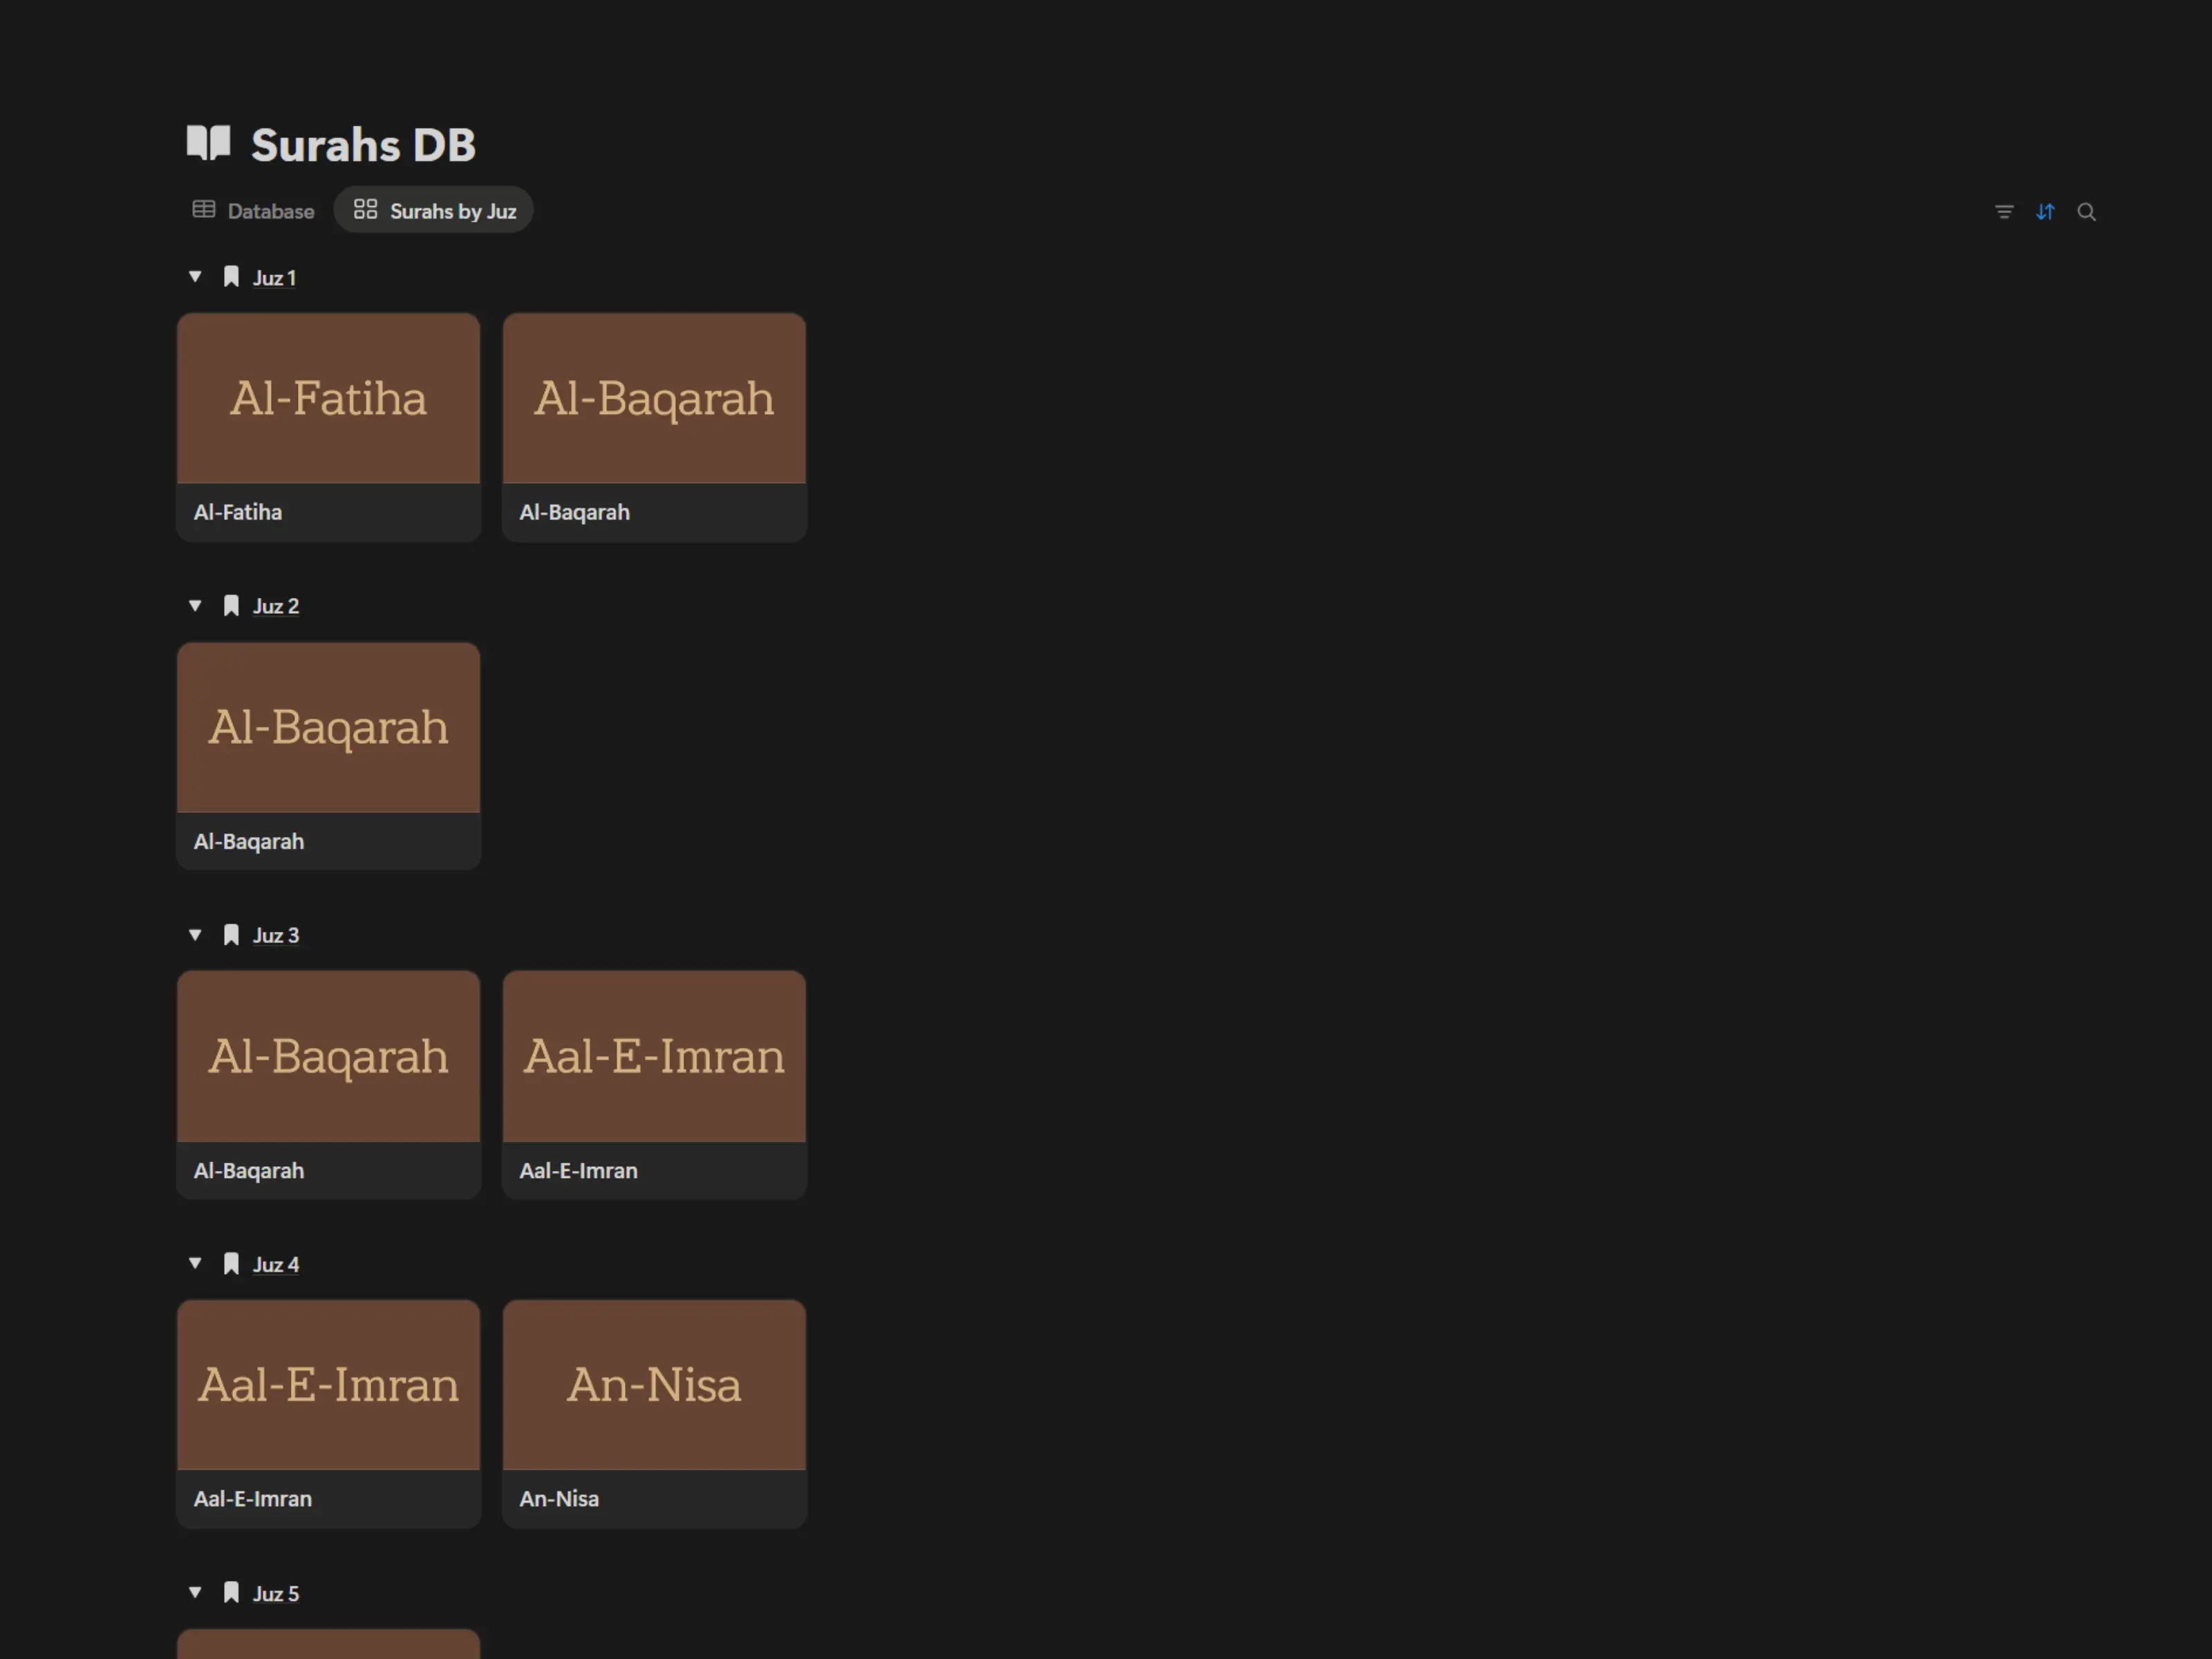 Surahs DB
Database
Surahs by Juz
Juz 1
Al-Fatiha
Al-Baqarah
Al-Fatiha
Al-Baqarah
Juz 2
Al-Baqarah
Al-Baqarah
Juz 3
Al-Baqarah
Aal-E-Imran
Al-Baqarah
Aal-E-Imran
Juz 4
Aal-E-Imran
An-Nisa
Aal-E-Imran
An-Nisa
Juz 5